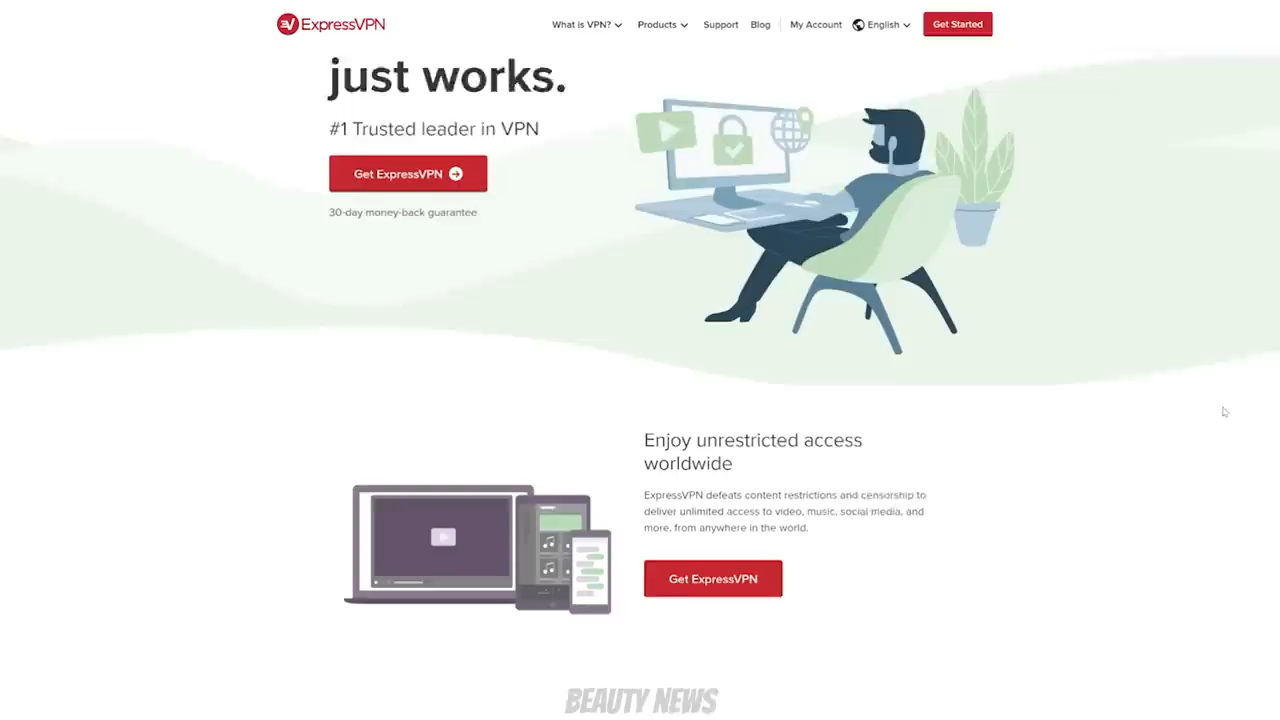 ExpressVPN
What is VPN?
Products
Support
Blog
My Account
English
Get Started
just works.
#1 Trusted leader in VPN
Get ExpressVPN
30-day money-back guarantee
Enjoy unrestricted access
worldwide
ExpressVPN defeats content restrictions and censorship to
deliver unlimited access to video, music, social media, and
more, from anywhere in the world.
Get ExpressVPN
BEAUTY NEWS